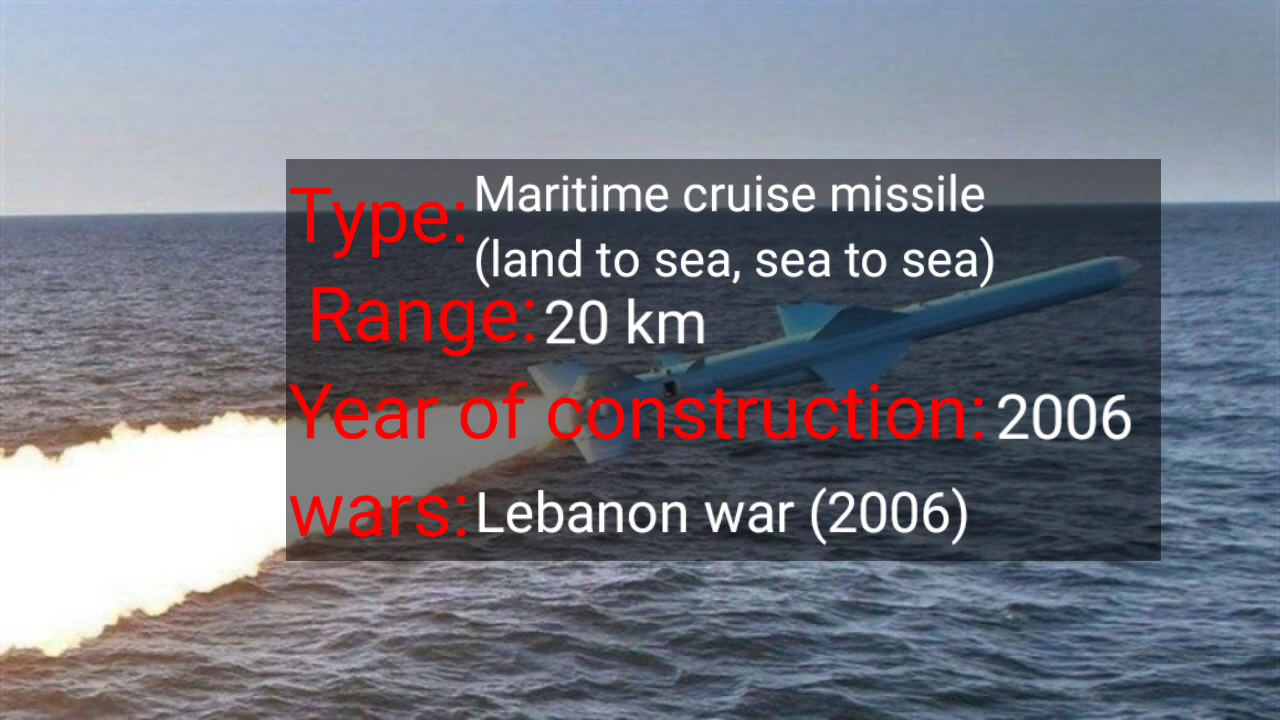 Type: Maritime cruise missile
(land to sea, sea to sea)
Range: 20 km
Year of construction: 2006
wars: Lebanon war (2006)